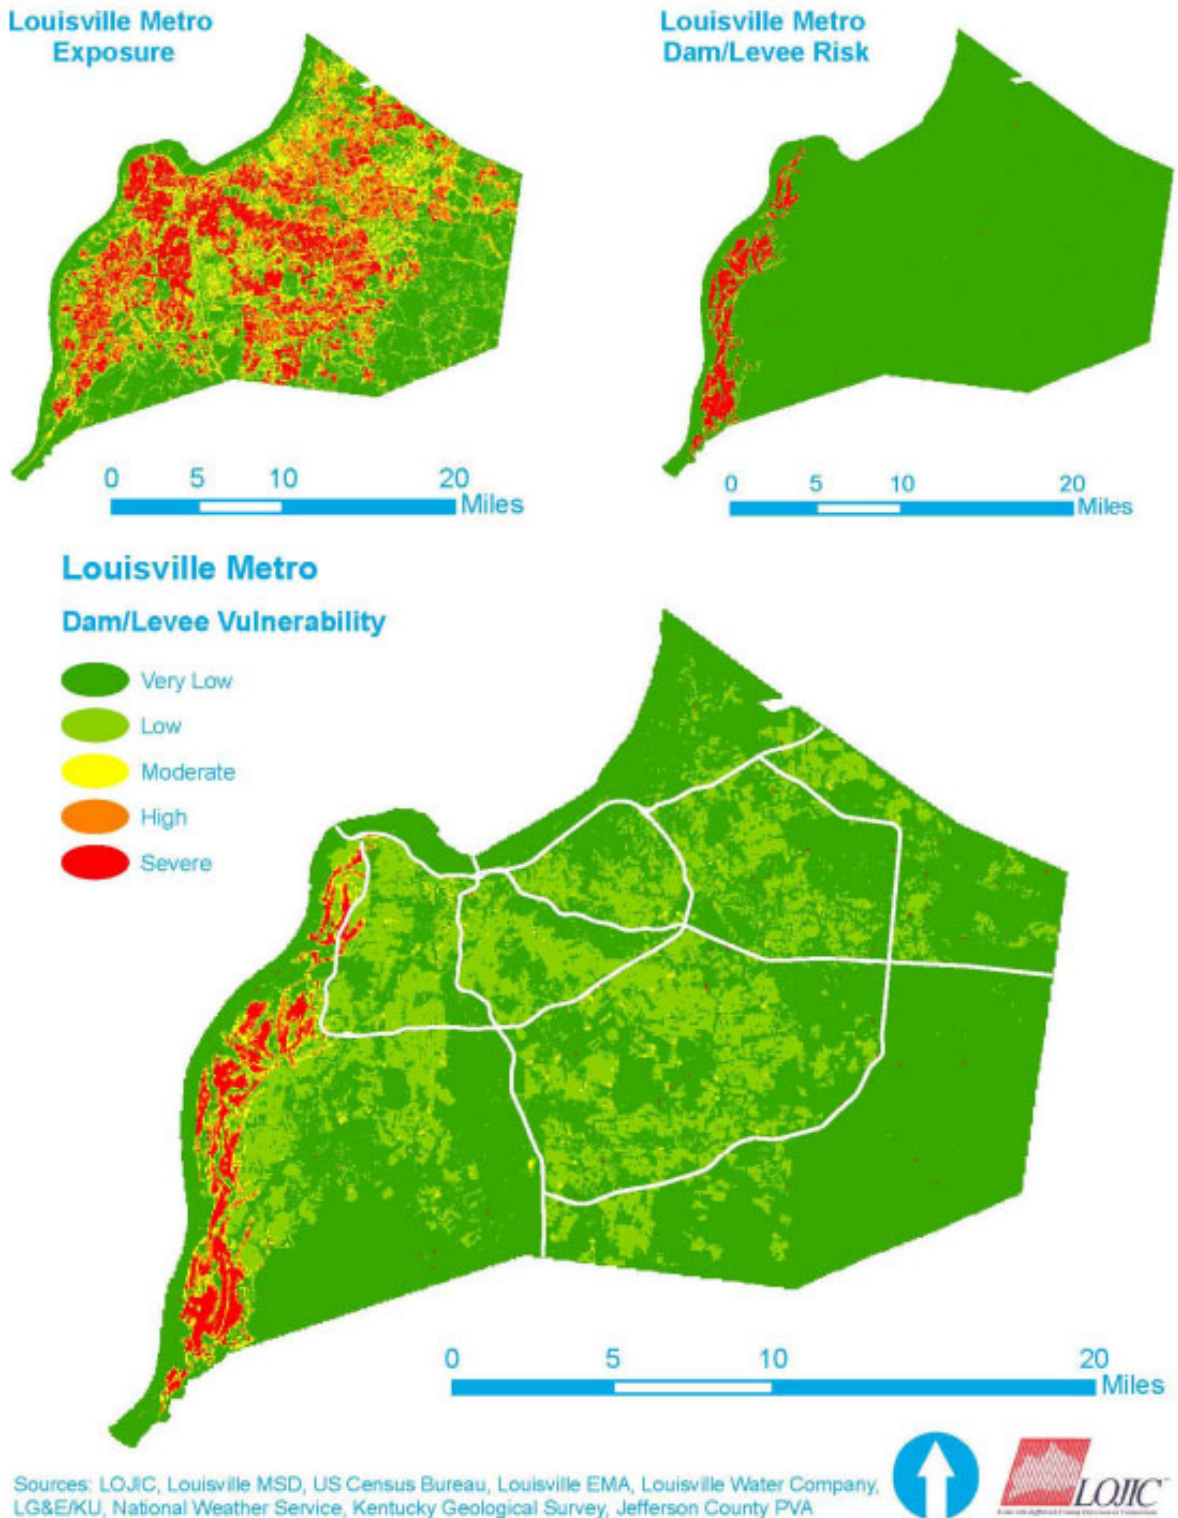 Louisville Metro
Exposure
Louisville Metro
Dam/Levee Risk
0 5 10 20
Miles
0 5 10 20
Miles
Louisville Metro
Dam/Levee Vulnerability
Very Low
Low
Moderate
High
Severe
0 5 10 20
Miles
Sources: LOJIC, Louisville MSD, US Census Bureau, Louisville EMA, Louisville Water Company,
LG&E/KU, National Weather Service, Kentucky Geological Survey, Jefferson County PVA
LOJIC